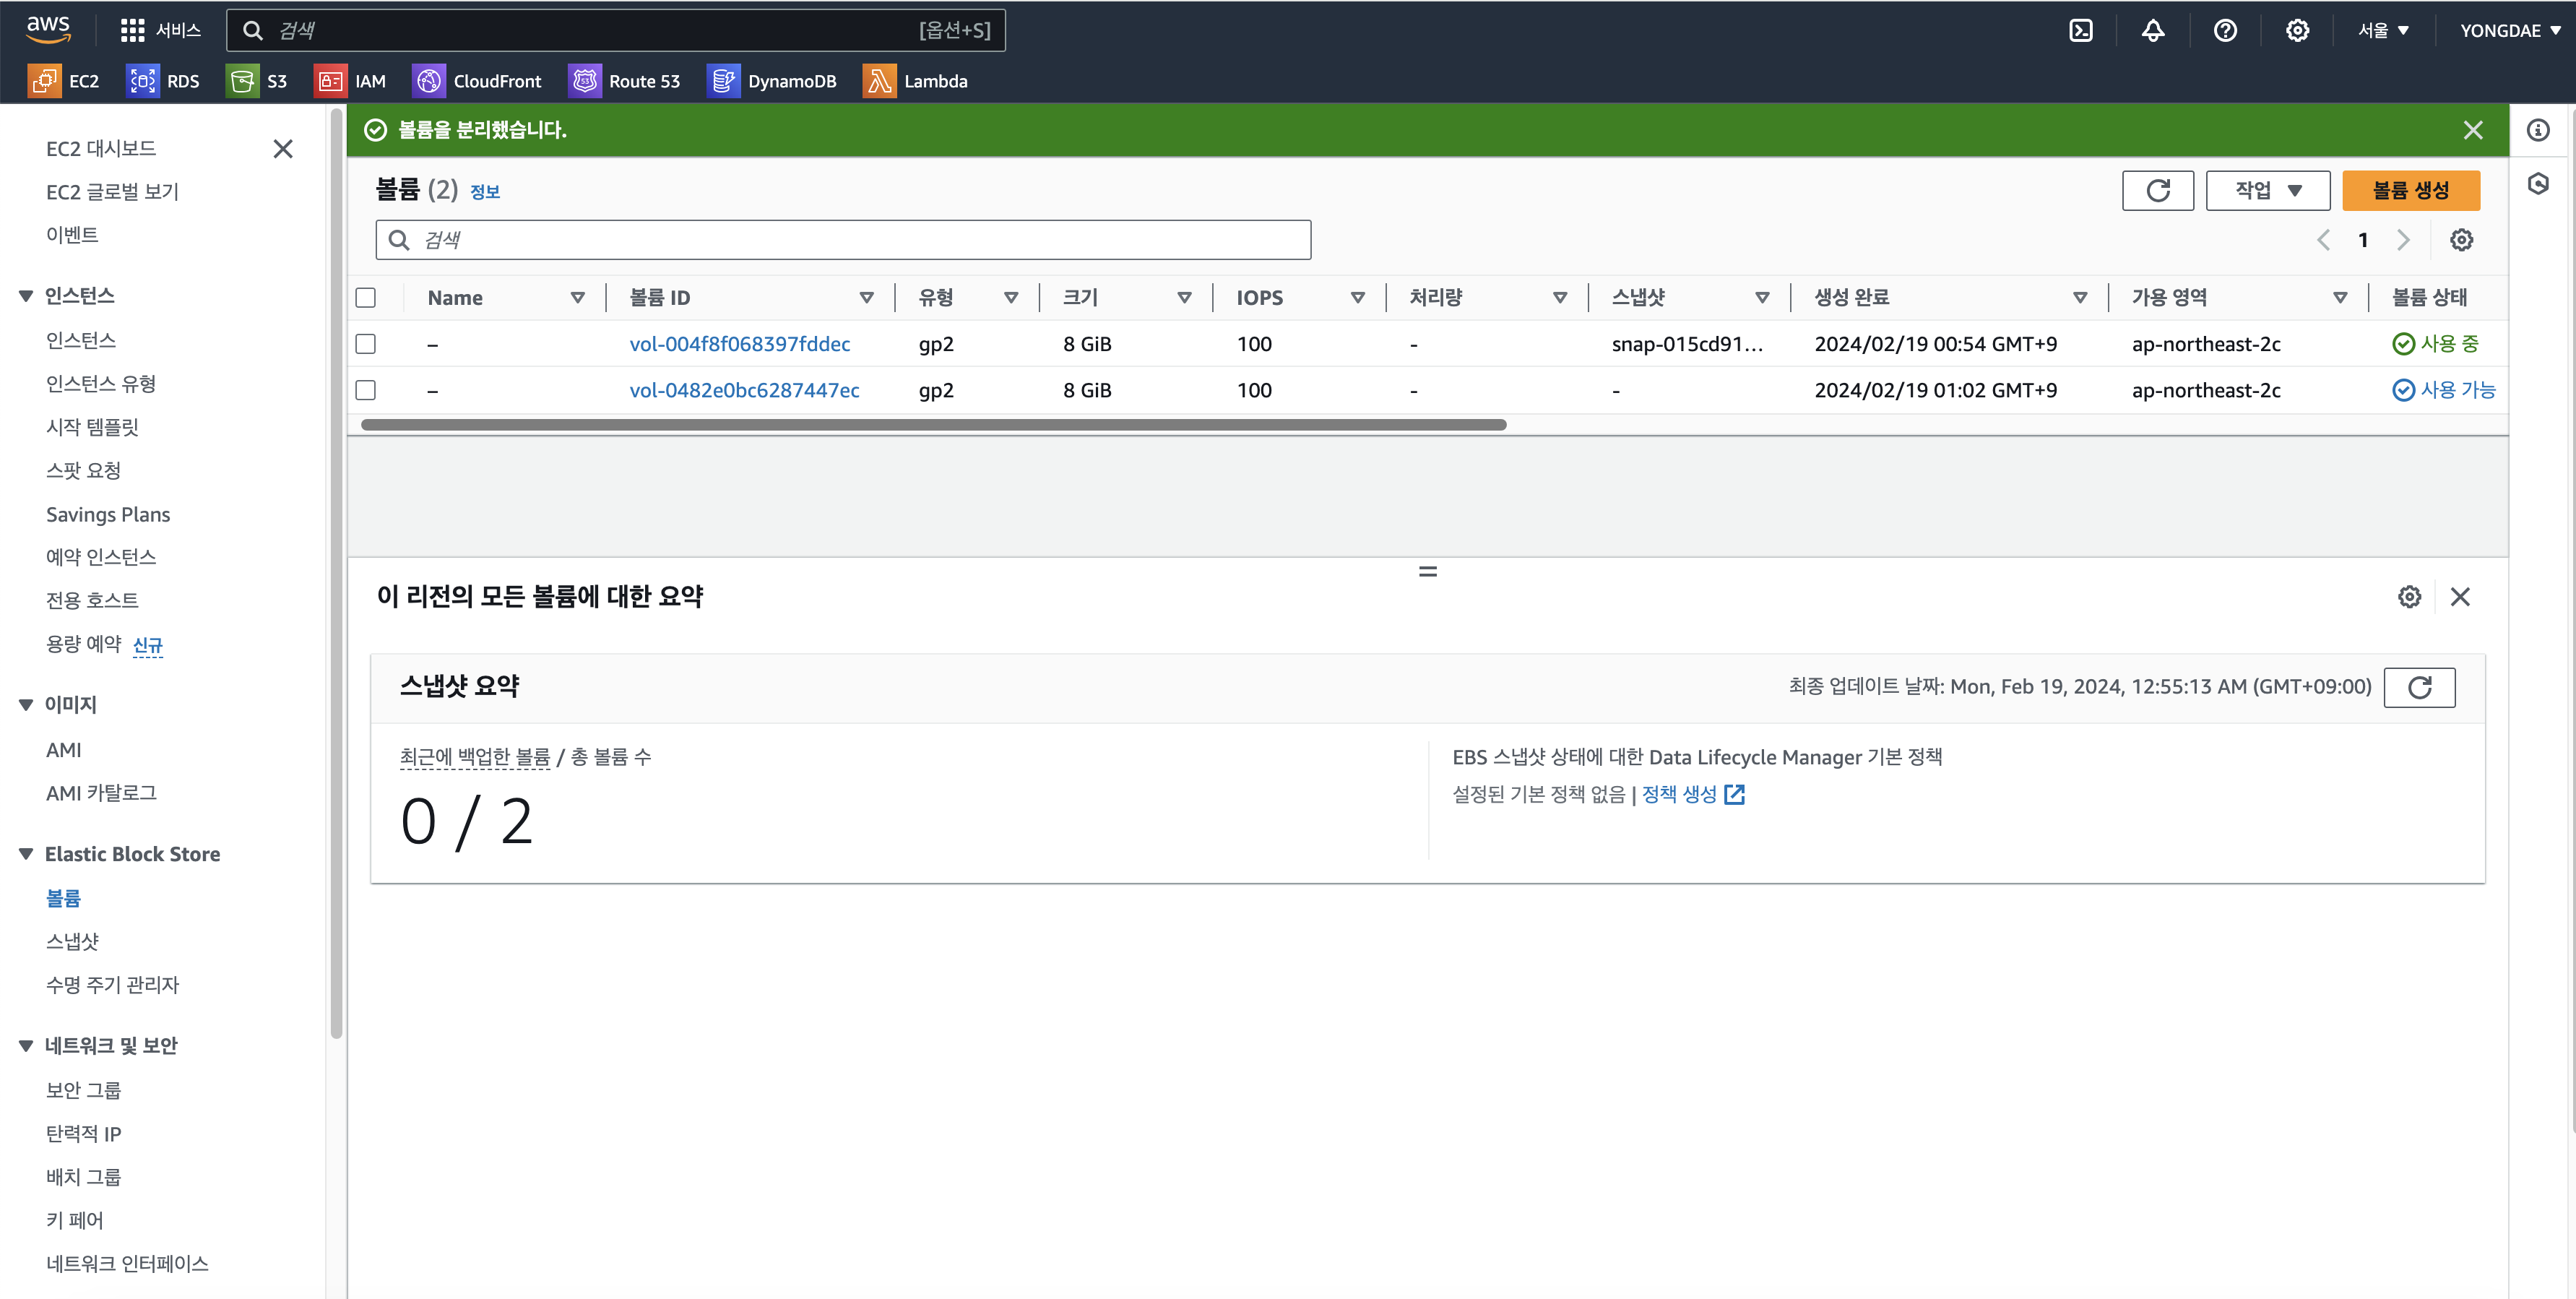 aws 서비스 검색 [옵션+S] 서울 YONGDAE
EC2 RDS S3 IAM CloudFront Route 53 DynamoDB Lambda
EC2 대시보드
EC2 글로벌 보기
이벤트
인스턴스
인스턴스
인스턴스 유형
시작 템플릿
스팟 요청
Savings Plans
예약 인스턴스
전용 호스트
용량 예약 신규
이미지
AMI
AMI 카탈로그
Elastic Block Store
볼륨
스냅샷
수명 주기 관리자
네트워크 및 보안
보안 그룹
탄력적 IP
배치 그룹
키 페어
네트워크 인터페이스
볼륨을 분리했습니다.
볼륨 (2) 정보
작업
볼륨 생성
검색
1
Name 볼륨 ID 유형 크기 IOPS 처리량 스냅샷 생성 완료 가용 영역 볼륨 상태
– vol-004f8f068397fddec gp2 8 GiB 100 - snap-015cd91... 2024/02/19 00:54 GMT+9 ap-northeast-2c 사용 중
– vol-0482e0bc6287447ec gp2 8 GiB 100 - - 2024/02/19 01:02 GMT+9 ap-northeast-2c 사용 가능
이 리전의 모든 볼륨에 대한 요약
스냅샷 요약
최종 업데이트 날짜: Mon, Feb 19, 2024, 12:55:13 AM (GMT+09:00)
최근에 백업한 볼륨 / 총 볼륨 수
0 / 2
EBS 스냅샷 상태에 대한 Data Lifecycle Manager 기본 정책
설정된 기본 정책 없음 | 정책 생성